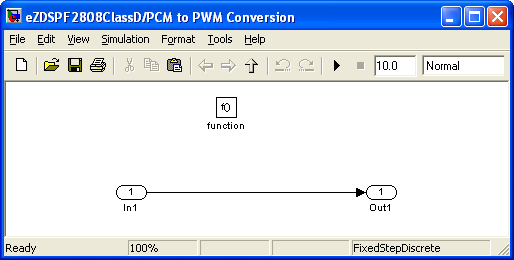 eZDSPF2808ClassD/PCM to PWM Conversion
File Edit View Simulation Format Tools Help
10.0 Normal
f()
function
1 1
In1 Out1
Ready 100% FixedStepDiscrete